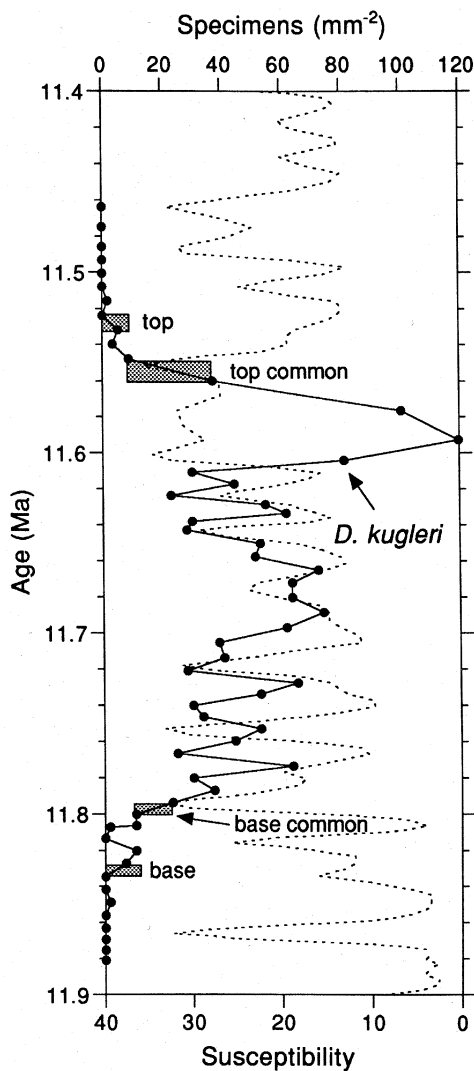 Specimens (mm-2)
0 20 40 60 80 100 120
11.4
11.5
top
top common
11.6
D. kugleri
Age (Ma)
11.7
11.8
base common
base
11.9
40 30 20 10 0
Susceptibility